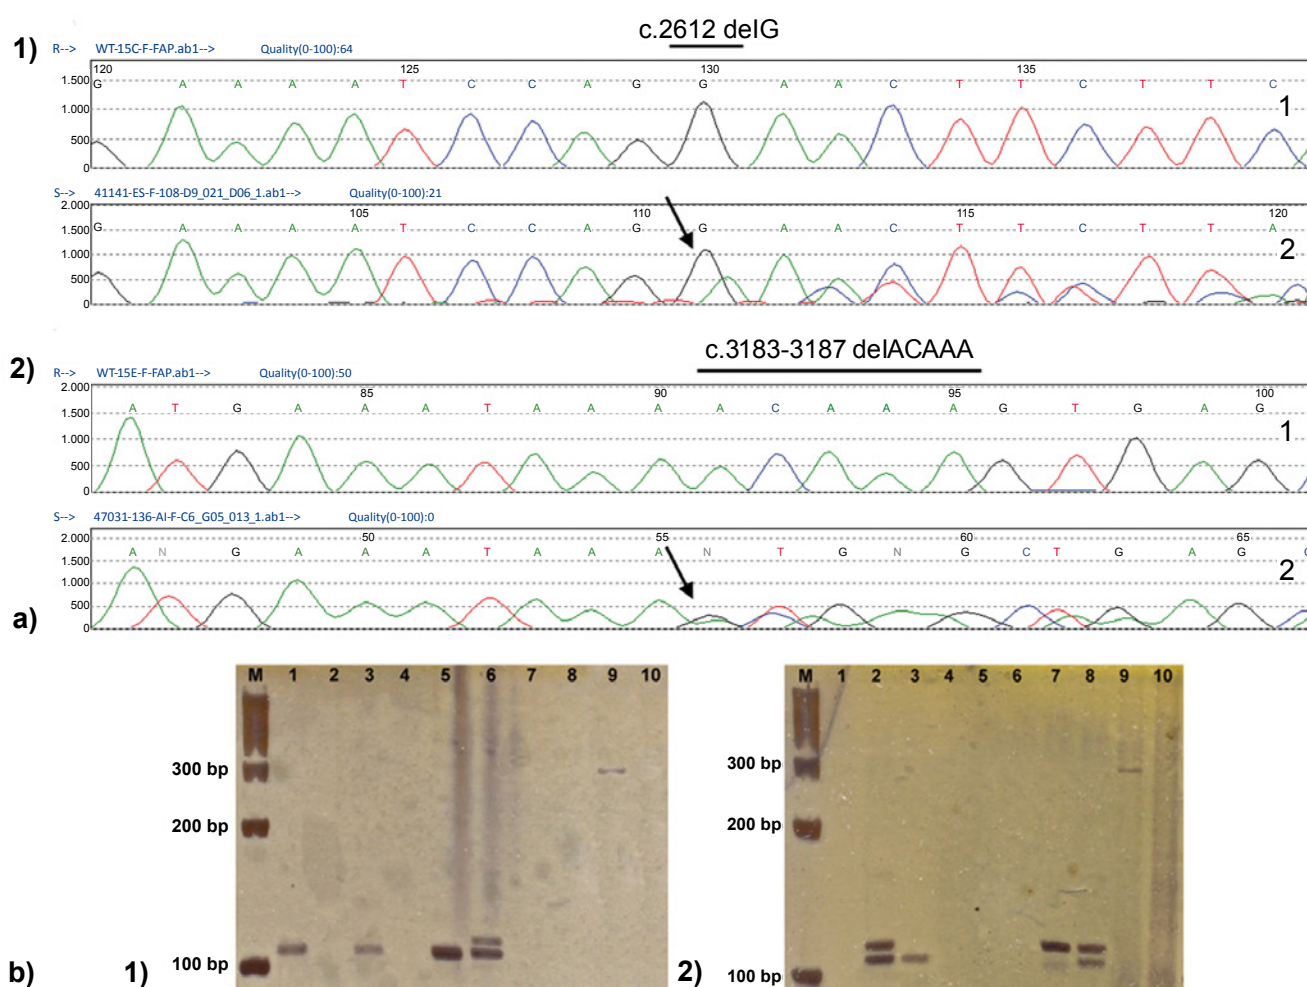 c.2612 delG
1)
R--> WT-15C-F-FAP.ab1--> Quality(0-100):64
120 125 130 135
1.500 G A A A A T C C A G G A A C T T C T T C
1.000 1
500
0
S--> 41141-ES-F-108-D9_021_D06_1.ab1--> Quality(0-100):21
2.000 105 110 115 120
1.500 G A A A A T C C A G G A A C T T C T T A
1.000 2
500
0
c.3183-3187 delACAAA
2)
R--> WT-15E-F-FAP.ab1--> Quality(0-100):50
2.000 85 90 95 100
1.500 A T G A A A T A A A A C A A A G T G A G
1.000 1
500
0
S--> 47031-136-AI-F-C6_G05_013_1.ab1--> Quality(0-100):0
2.000 50 55 60 65
1.500 A N G A A A T A A A N T G N G C T G A G C
1.000 2
500
a)
0
M 1 2 3 4 5 6 7 8 9 10
300 bp
200 bp
100 bp
b) 1)
M 1 2 3 4 5 6 7 8 9 10
300 bp
200 bp
100 bp
2)